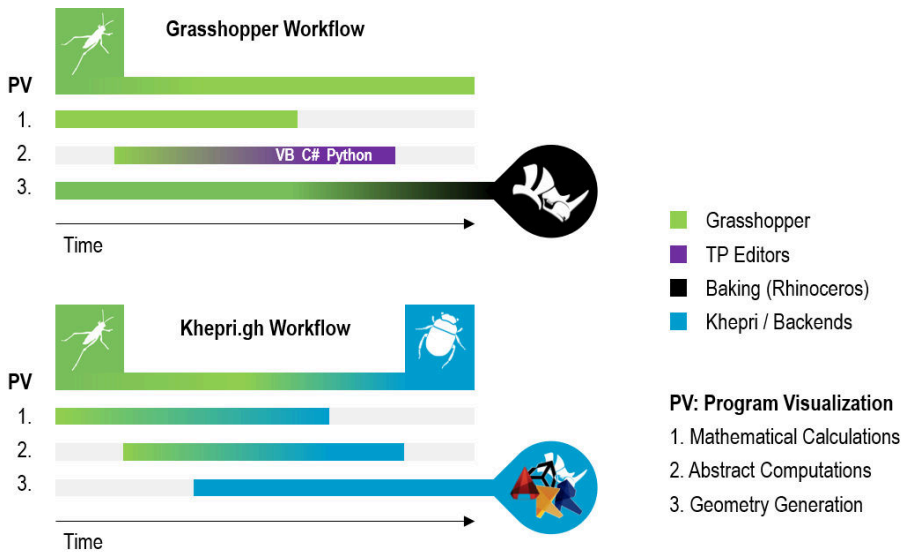 Grasshopper Workflow
PV
1.
2.
VB C# Python
3.
Time
Grasshopper
TP Editors
Baking (Rhinoceros)
Khepri / Backends
Khepri.gh Workflow
PV
1.
2.
3.
Time
PV: Program Visualization
1. Mathematical Calculations
2. Abstract Computations
3. Geometry Generation